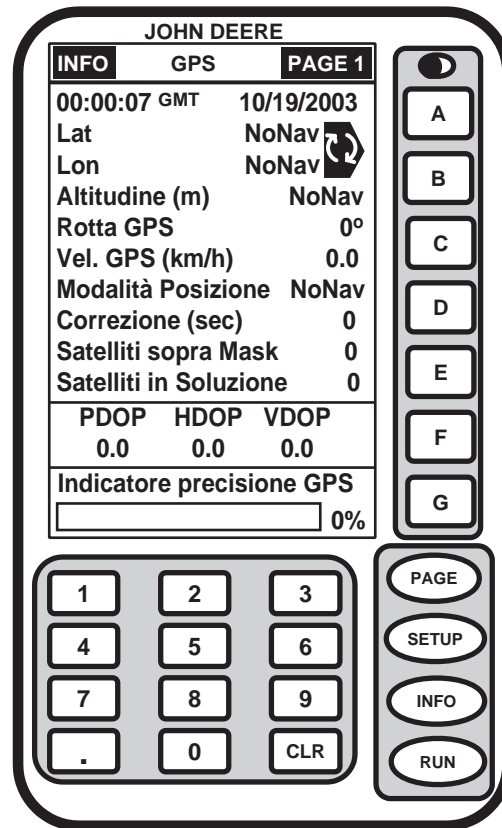 JOHN DEERE
INFO GPS PAGE 1
00:00:07 GMT 10/19/2003
Lat NoNav
Lon NoNav
Altitudine (m) NoNav
Rotta GPS 0º
Vel. GPS (km/h) 0.0
Modalità Posizione NoNav
Correzione (sec) 0
Satelliti sopra Mask 0
Satelliti in Soluzione 0
PDOP HDOP VDOP
0.0 0.0 0.0
Indicatore precisione GPS
0%
A
B
C
D
E
F
G
PAGE
SETUP
INFO
RUN
1 2 3
4 5 6
7 8 9
. 0 CLR